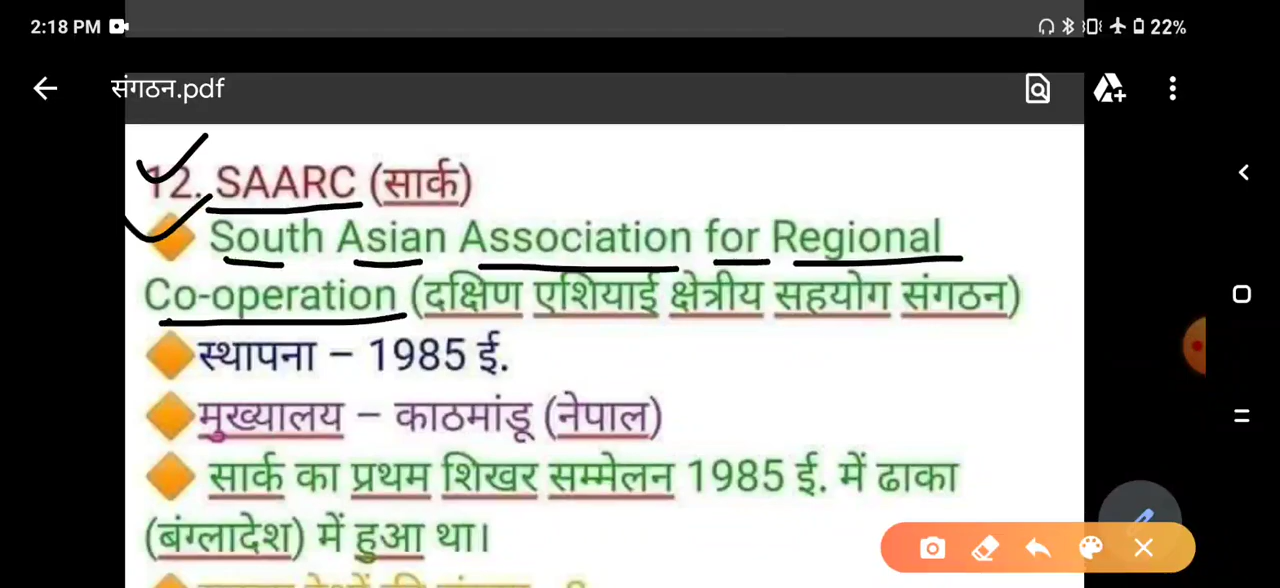 2:18 PM
22%
संगठन.pdf
12. SAARC (सार्क)
South Asian Association for Regional
Co-operation (दक्षिण एशियाई क्षेत्रीय सहयोग संगठन)
स्थापना – 1985 ई.
मुख्यालय – काठमांडू (नेपाल)
सार्क का प्रथम शिखर सम्मेलन 1985 ई. में ढाका
(बंग्लादेश) में हुआ था।